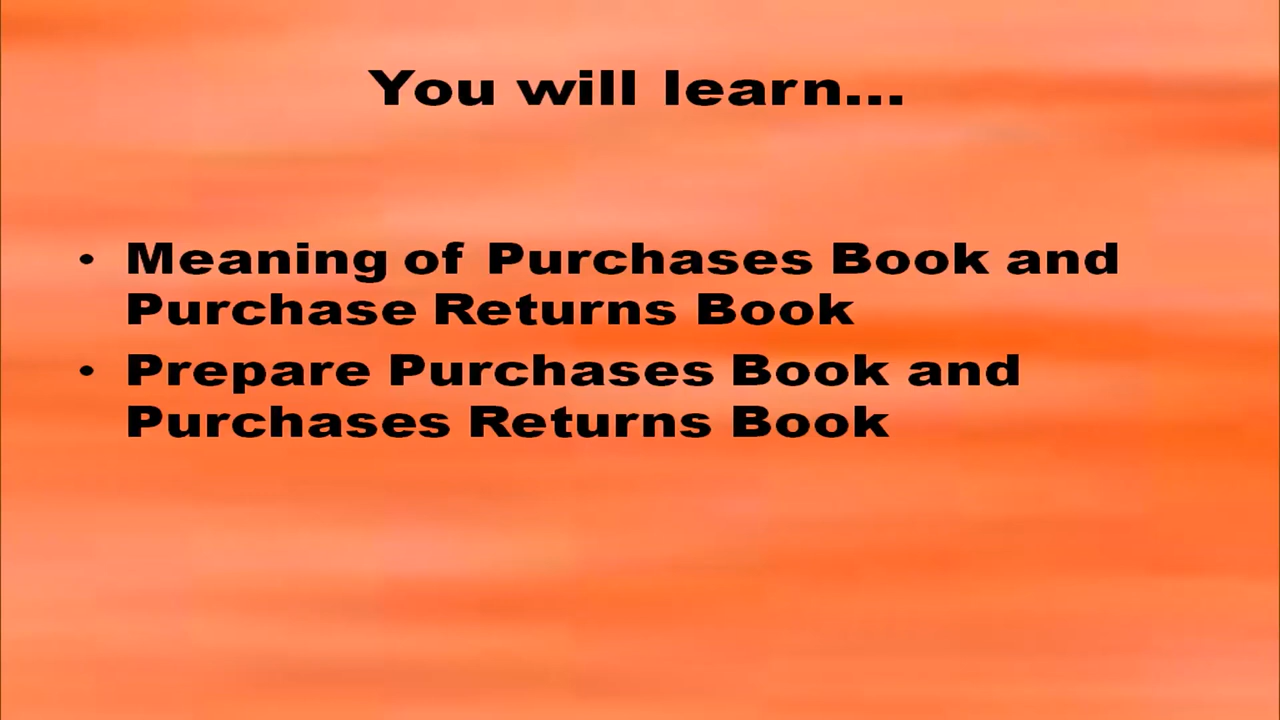 You will learn...
• Meaning of Purchases Book and
Purchase Returns Book
• Prepare Purchases Book and
Purchases Returns Book